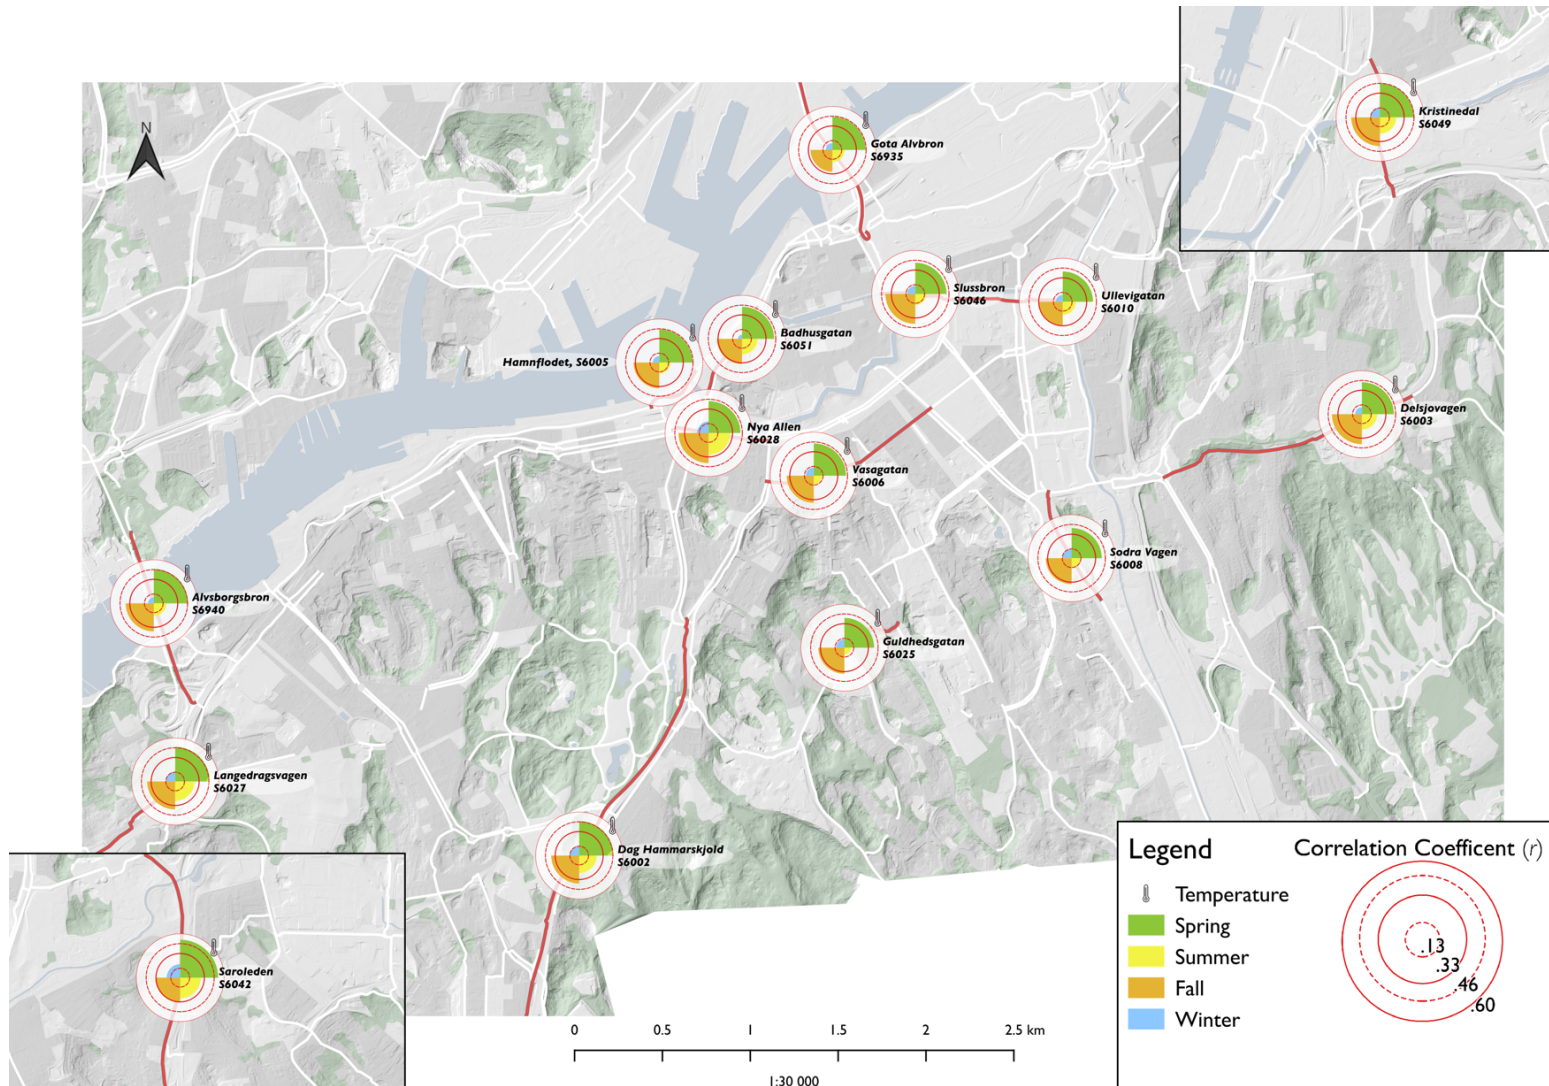 Kristinedal
S6049
N
Gota Alvbron
S6935
Slussbron
S6046
Ullevigatan
S6010
Badhusgatan
S6051
Hamnflodet, S6005
Nya Allen
S6028
Delsjovagen
S6003
Vasagatan
S6006
Sodra Vagen
S6008
Alvsborgsbron
S6940
Guldhedsgatan
S6025
Langedragsvagen
S6027
Dag Hammarskjold
S6002
Saroleden
S6042
Legend
Temperature
Spring
Summer
Fall
Winter
Correlation Coefficent (r)
.13
.33
.46
.60
0 0.5 1 1.5 2 2.5 km
1:30 000